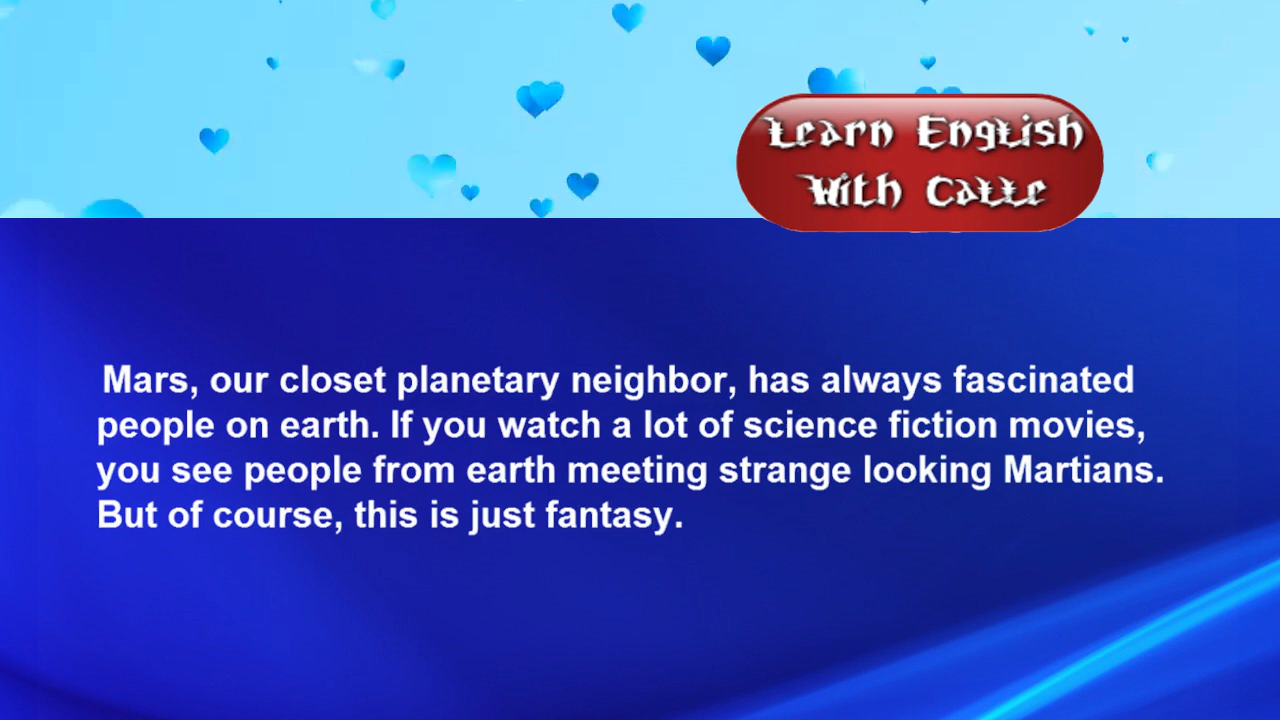 Learn English
With Calle
Mars, our closet planetary neighbor, has always fascinated
people on earth. If you watch a lot of science fiction movies,
you see people from earth meeting strange looking Martians.
But of course, this is just fantasy.